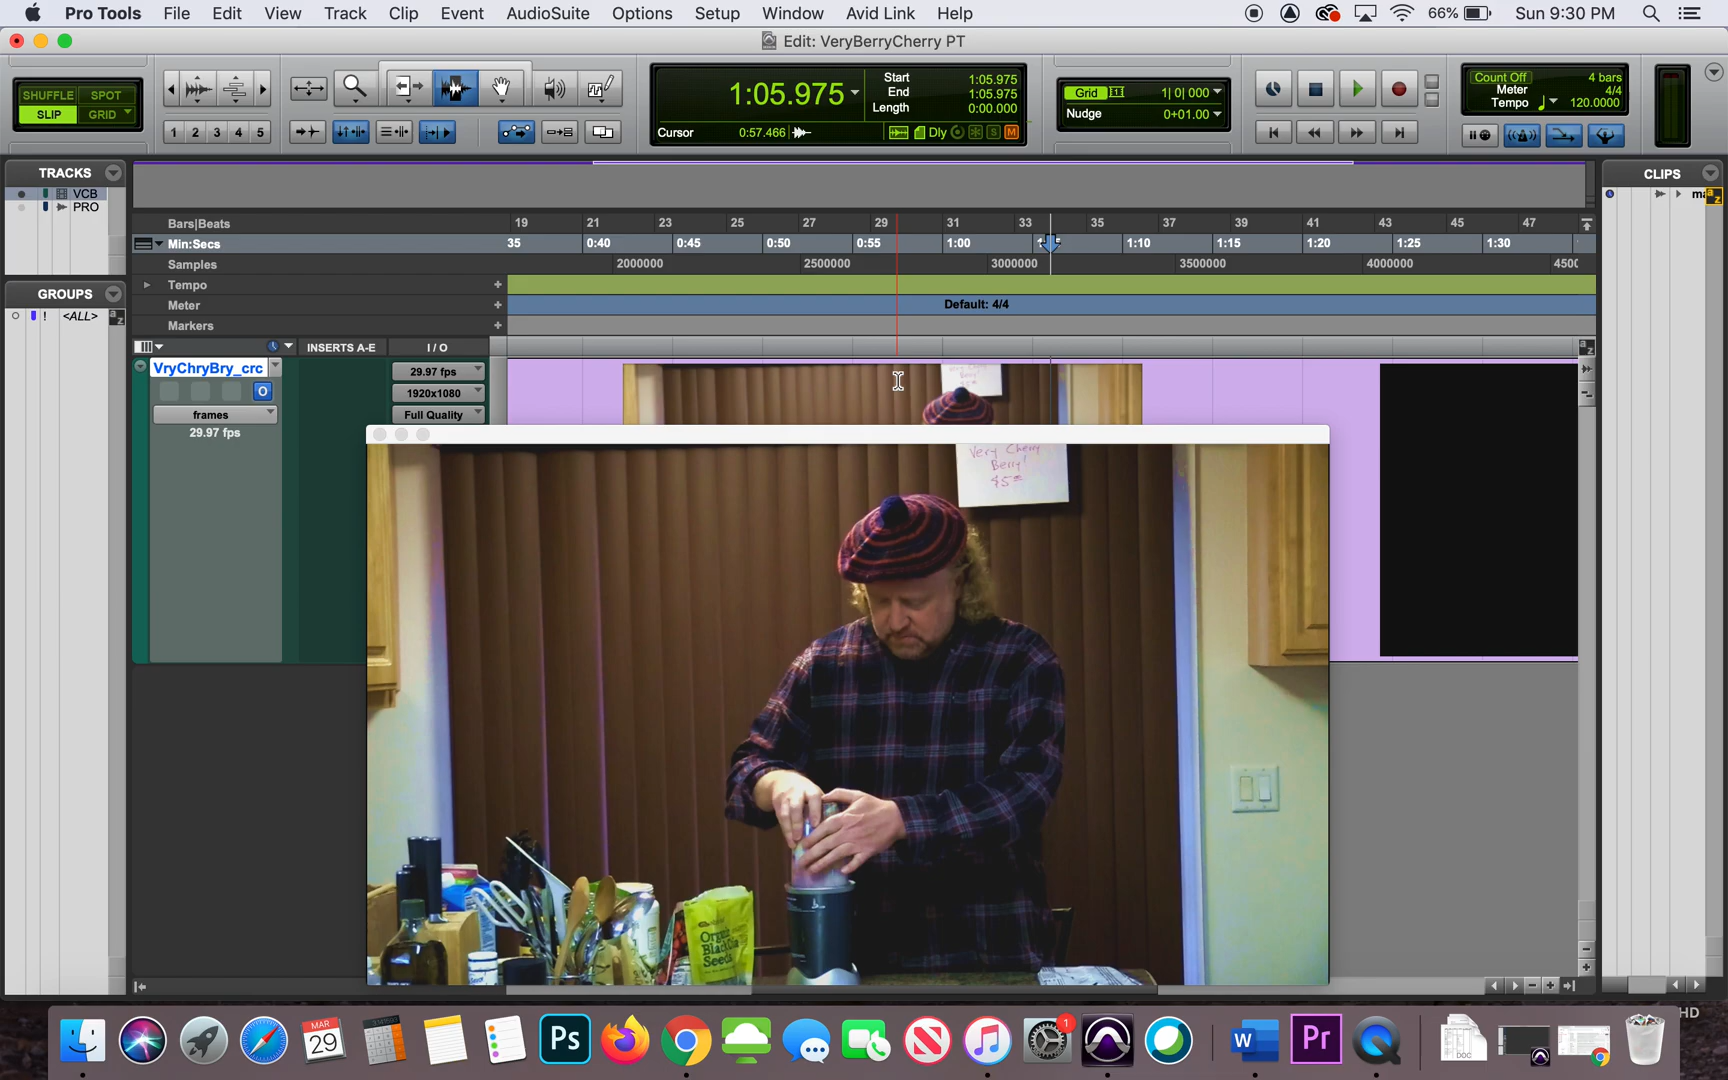 Pro Tools File Edit View Track Clip Event AudioSuite Options Setup Window Avid Link Help 66% Sun 9:30 PM
Edit: VeryBerryCherry PT
SHUFFLE SPOT
SLIP GRID
1 2 3 4 5
1:05.975
Start 1:05.975
End 1:05.975
Length 0:00.000
Cursor 0:57.466 Dly S M
Grid 1| 0| 000
Nudge 0+01.00
Count Off 4 bars
Meter 4/4
Tempo 120.0000
TRACKS
VCB
PRO
GROUPS
! <ALL> a z
CLIPS
a z
Bars|Beats 19 21 23 25 27 29 31 33 35 37 39 41 43 45 47
Min:Secs 35 0:40 0:45 0:50 0:55 1:00 1:10 1:15 1:20 1:25 1:30
Samples 2000000 2500000 3000000 3500000 4000000
Tempo
Meter Default: 4/4
Markers
INSERTS A-E I / O
VryChryBry_crc
O
frames
29.97 fps
29.97 fps
1920x1080
Full Quality
Very Cherry
Berry!
Organic
Black Chia
Seeds
MAR
29
Ps
1
W
Pr
DOC
HD